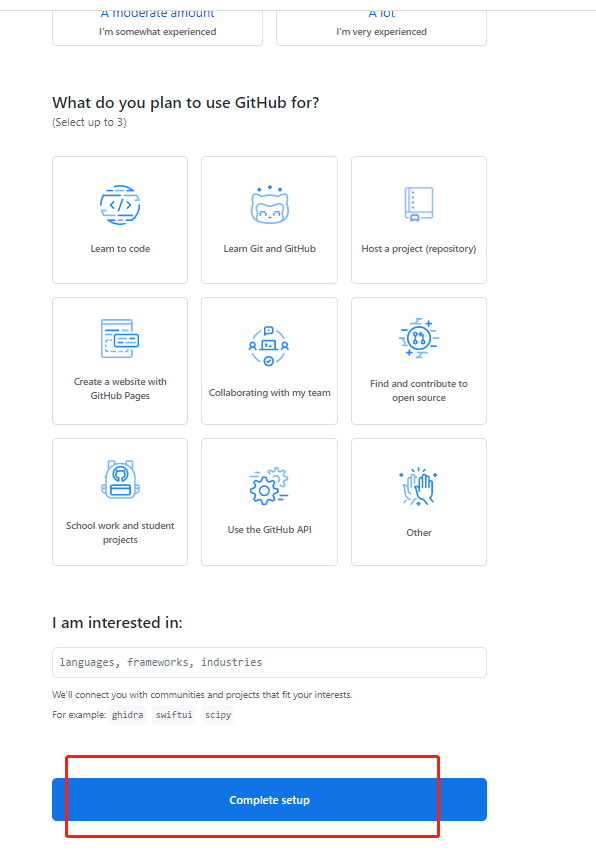 A moderate amount
A lot
I'm somewhat experienced
I'm very experienced
What do you plan to use GitHub for?
(Select up to 3)
Learn to code
Learn Git and GitHub
Host a project (repository)
Create a website with
GitHub Pages
Collaborating with my team
Find and contribute to
open source
School work and student
projects
Use the GitHub API
Other
I am interested in:
languages, frameworks, industries
We'll connect you with communities and projects that fit your interests.
For example: ghidra swiftui scipy
Complete setup